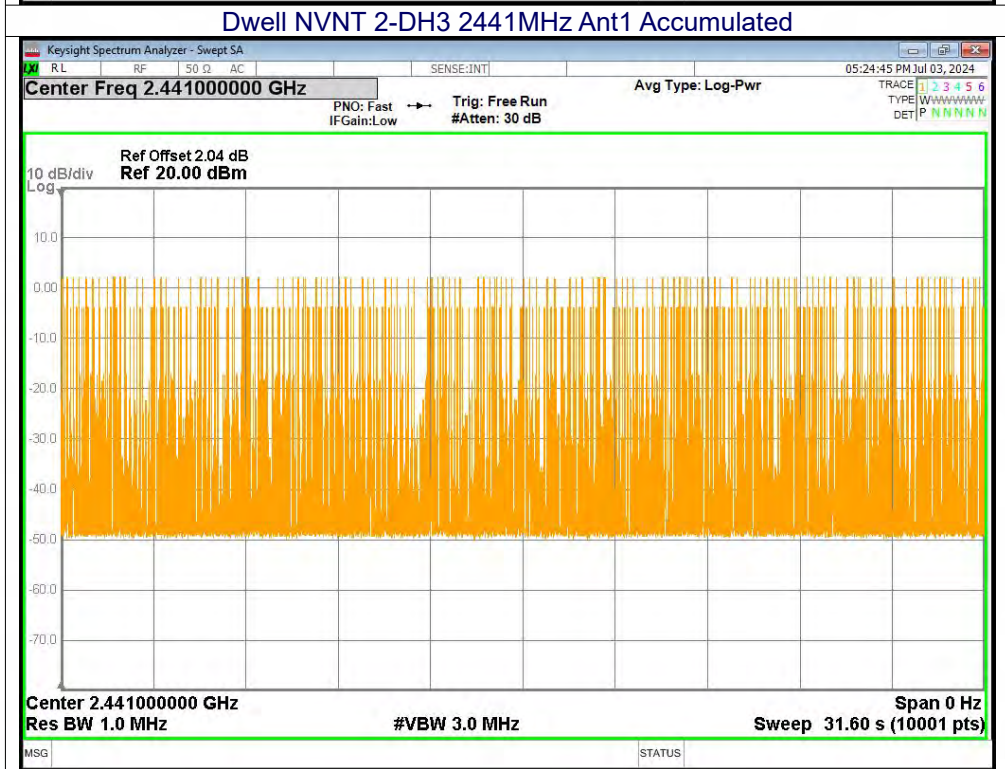 Dwell NVNT 2-DH3 2441MHz Ant1 Accumulated
Keysight Spectrum Analyzer - Swept SA
LXI RL RF 50 Ω AC SENSE:INT 05:24:45 PM Jul 03, 2024
Center Freq 2.441000000 GHz Avg Type: Log-Pwr TRACE 1 2 3 4 5 6
PNO: Fast Trig: Free Run TYPE WWWWWW
IFGain:Low #Atten: 30 dB DET P N N N N N
Ref Offset 2.04 dB
10 dB/div Ref 20.00 dBm
Log
10.0
0.00
-10.0
-20.0
-30.0
-40.0
-50.0
-60.0
-70.0
Center 2.441000000 GHz Span 0 Hz
Res BW 1.0 MHz #VBW 3.0 MHz Sweep 31.60 s (10001 pts)
MSG STATUS